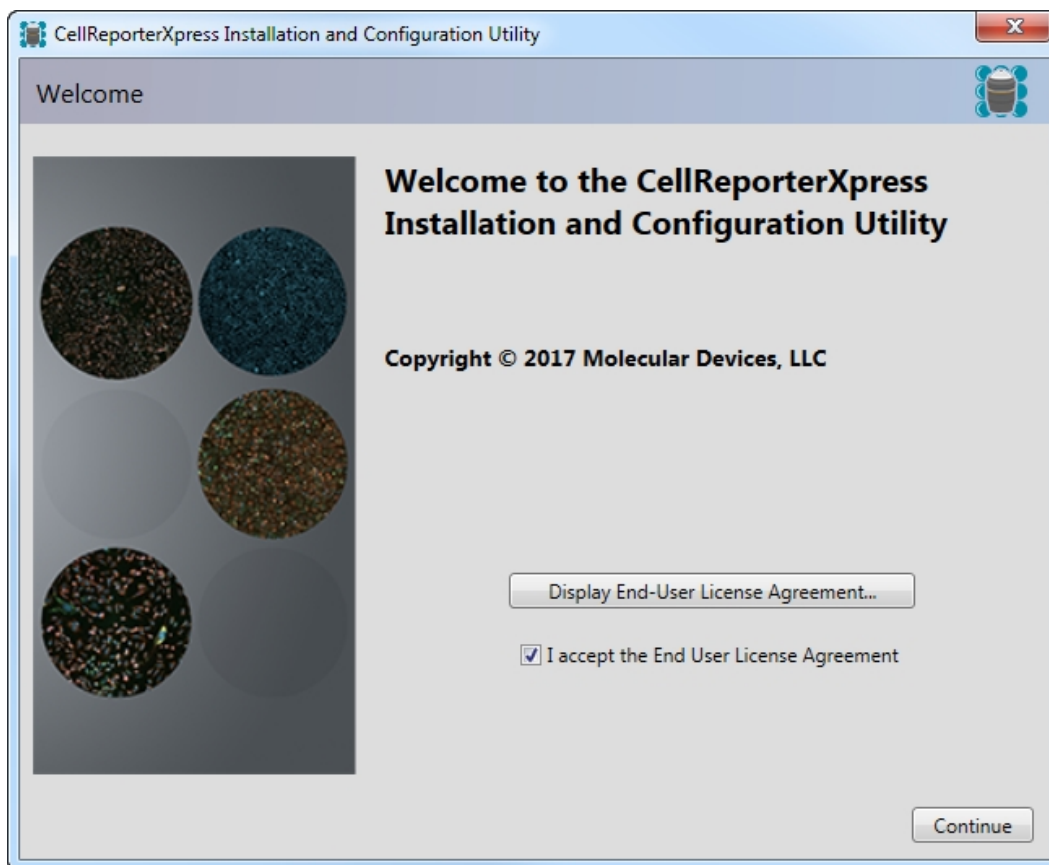 CellReporterXpress Installation and Configuration Utility
Welcome
Welcome to the CellReporterXpress
Installation and Configuration Utility
Copyright © 2017 Molecular Devices, LLC
Display End-User License Agreement...
I accept the End User License Agreement
Continue